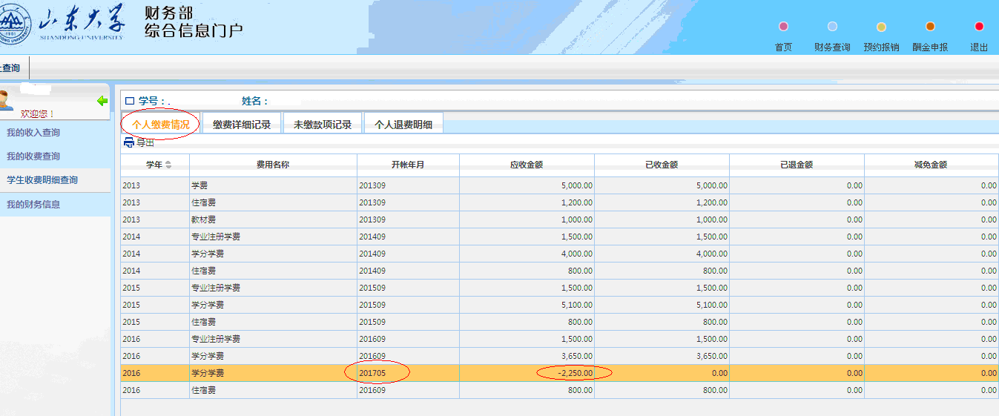 山东大学
SHANDONG UNIVERSITY
1901
财务部
综合信息门户
首页 财务查询 预约报销 酬金申报 退出
上查询
欢迎您！
我的收入查询
我的收费查询
学生收费明细查询
我的财务信息
学号：. 姓名：
个人缴费情况 缴费详细记录 未缴款项记录 个人退费明细
导出
学年 费用名称 开帐年月 应收金额 已收金额 已退金额 减免金额
2013 学费 201309 5,000.00 5,000.00 0.00 0.00
2013 住宿费 201309 1,200.00 1,200.00 0.00 0.00
2013 教材费 201309 1,000.00 1,000.00 0.00 0.00
2014 专业注册学费 201409 1,500.00 1,500.00 0.00 0.00
2014 学分学费 201409 4,000.00 4,000.00 0.00 0.00
2014 住宿费 201409 800.00 800.00 0.00 0.00
2015 专业注册学费 201509 1,500.00 1,500.00 0.00 0.00
2015 学分学费 201509 5,100.00 5,100.00 0.00 0.00
2015 住宿费 201509 800.00 800.00 0.00 0.00
2016 专业注册学费 201609 1,500.00 1,500.00 0.00 0.00
2016 学分学费 201609 3,650.00 3,650.00 0.00 0.00
2016 学分学费 201705 -2,250.00 0.00 0.00 0.00
2016 住宿费 201609 800.00 800.00 0.00 0.00